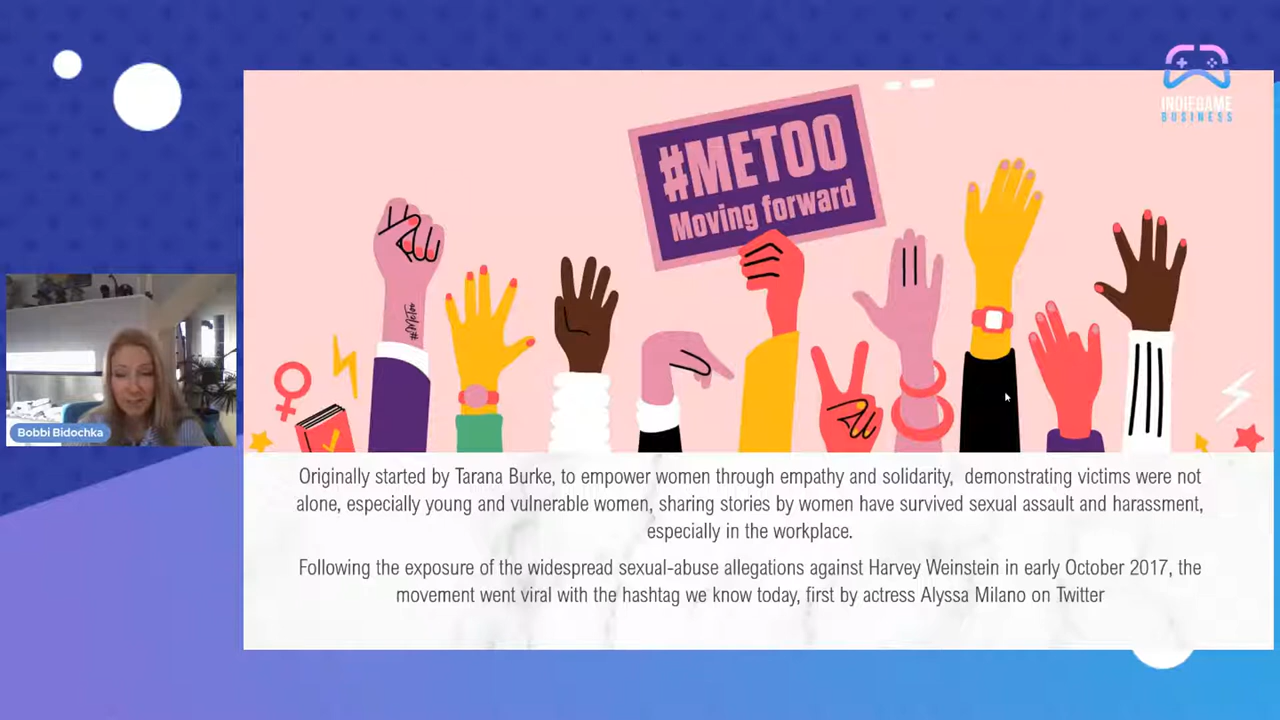 INDIEGAME
BUSINESS
#METOO
Moving forward
#MeToo
Bobbi Bidochka
Originally started by Tarana Burke, to empower women through empathy and solidarity, demonstrating victims were not
alone, especially young and vulnerable women, sharing stories by women have survived sexual assault and harassment,
especially in the workplace.
Following the exposure of the widespread sexual-abuse allegations against Harvey Weinstein in early October 2017, the
movement went viral with the hashtag we know today, first by actress Alyssa Milano on Twitter